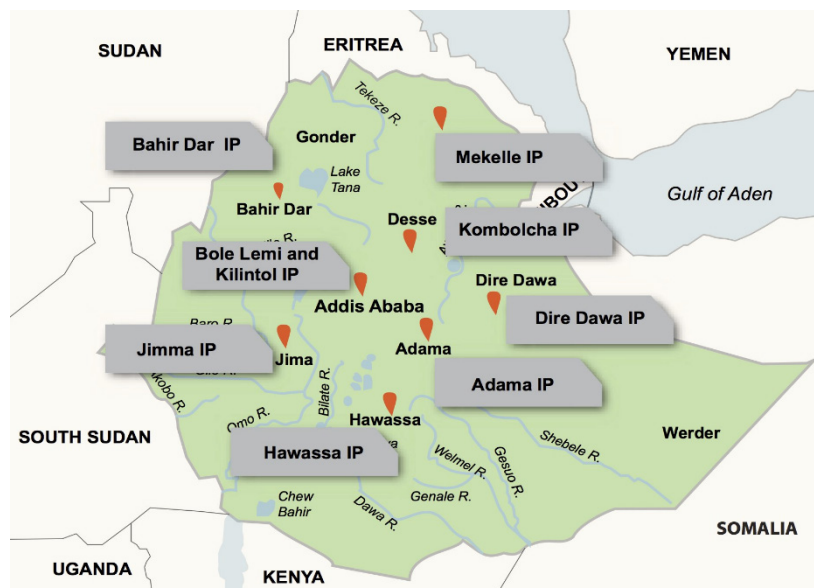 SUDAN
ERITREA
YEMEN
Tekeze R.
Gonder
Bahir Dar IP
Mekelle IP
Lake
Tana
Gulf of Aden
Bahir Dar
Desse
Kombolcha IP
Bole Lemi and
Kilintol IP
Dire Dawa
Addis Ababa
Dire Dawa IP
Baro R.
Jimma IP
Jima
Adama
Adama IP
Bilate R.
Omo R.
Hawassa
SOUTH SUDAN
Werder
Shebele R.
Hawassa IP
Welmel R.
Gesuo R.
Genale R.
Chew
Bahir
Dawa R.
SOMALIA
UGANDA
KENYA